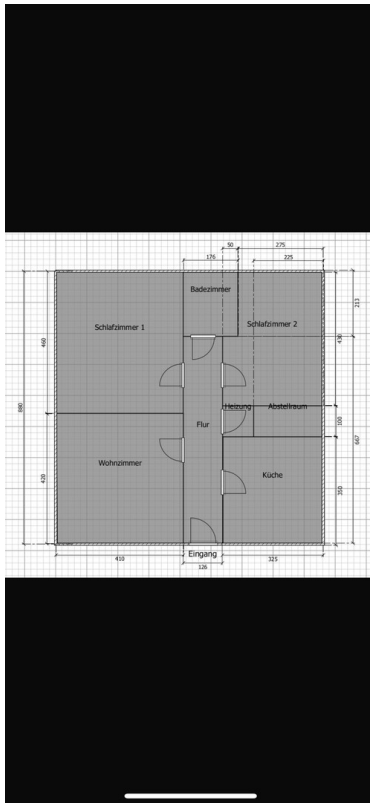 50
275
176
225
Badezimmer
Schlafzimmer 1
Schlafzimmer 2
213
460
430
880
Heizung
Abstellraum
100
Flur
667
Wohnzimmer
Küche
420
350
Eingang
410
325
126